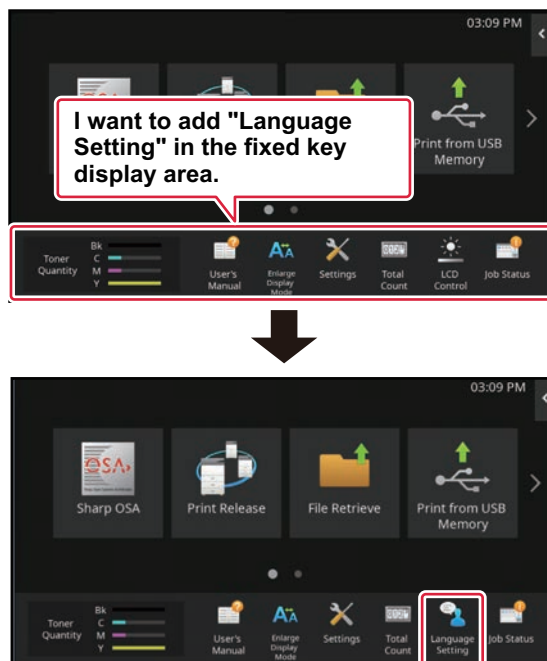 03:09 PM
OSA
I want to add "Language
Setting" in the fixed key
display area.
Print from USB
Memory
Toner
Quantity
Bk
C
M
Y
User's
Manual
Enlarge
Display
Mode
Settings
Total
Count
LCD
Control
Job Status
03:09 PM
OSA
Sharp OSA
Print Release
File Retrieve
Print from USB
Memory
Toner
Quantity
Bk
C
M
Y
User's
Manual
Enlarge
Display
Mode
Settings
Total
Count
Language
Setting
Job Status